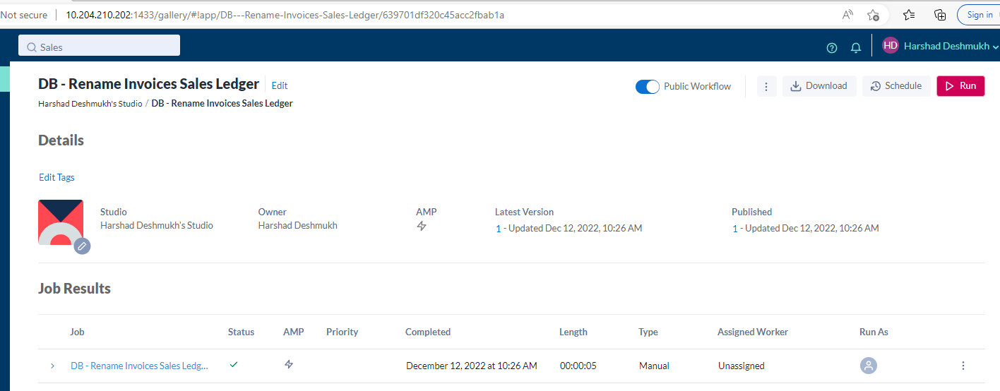 Not secure 10.204.210.202:1433/gallery/#!app/DB---Rename-Invoices-Sales-Ledger/639701df320c45acc2fbab1a Sign in
Sales HD Harshad Deshmukh
DB - Rename Invoices Sales Ledger Edit Public Workflow Download Schedule Run
Harshad Deshmukh's Studio / DB - Rename Invoices Sales Ledger
Details
Edit Tags
Studio Owner AMP Latest Version Published
Harshad Deshmukh's Studio Harshad Deshmukh 1 - Updated Dec 12, 2022, 10:26 AM 1 - Updated Dec 12, 2022, 10:26 AM
Job Results
Job Status AMP Priority Completed Length Type Assigned Worker Run As
DB - Rename Invoices Sales Ledg... December 12, 2022 at 10:26 AM 00:00:05 Manual Unassigned